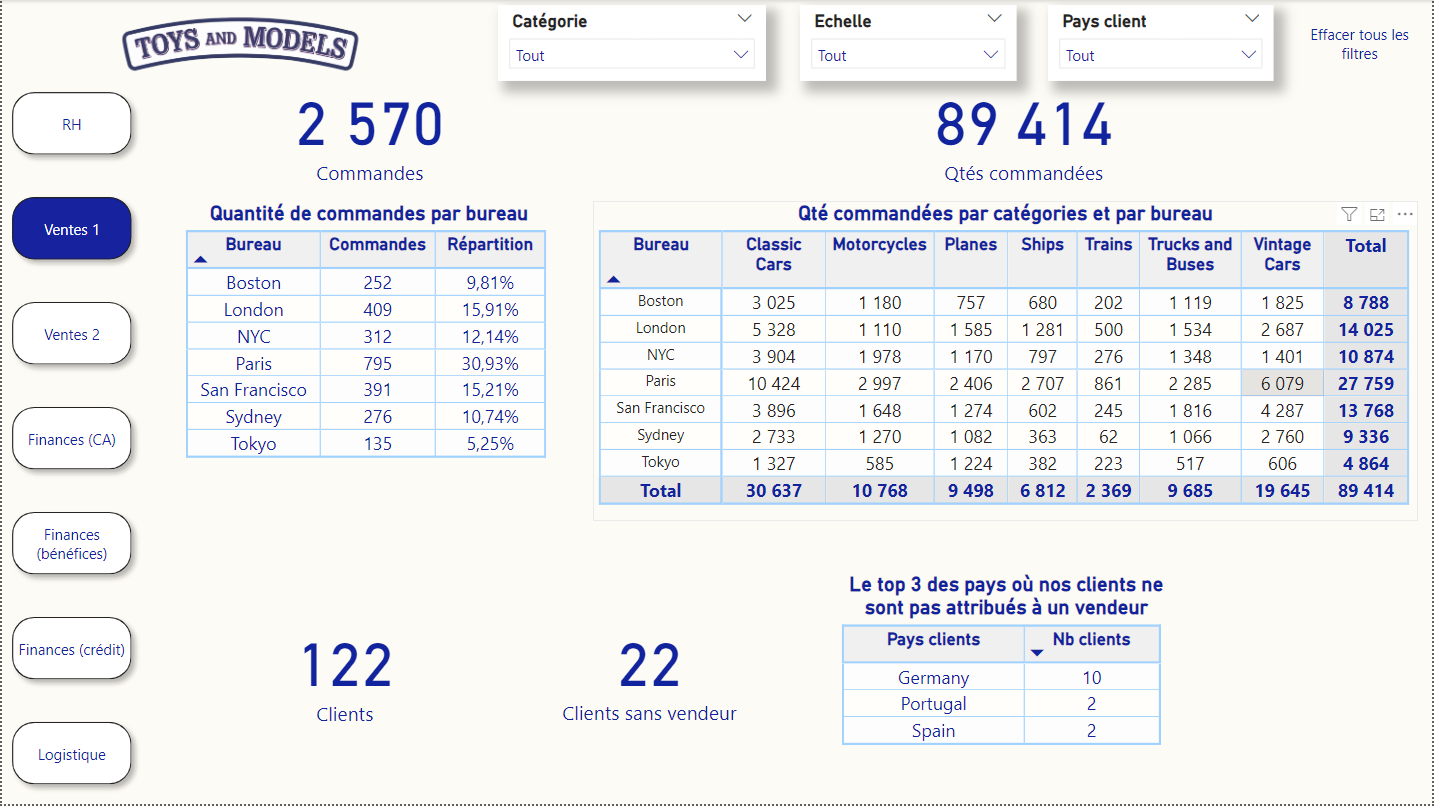 TOYS AND MODELS
Catégorie
Tout
Echelle
Tout
Pays client
Tout
Effacer tous les
filtres
RH
Ventes 1
Ventes 2
Finances (CA)
Finances
(bénéfices)
Finances (crédit)
Logistique
2 570
Commandes
89 414
Qtés commandées
Quantité de commandes par bureau
Bureau Commandes Répartition
Boston 252 9,81%
London 409 15,91%
NYC 312 12,14%
Paris 795 30,93%
San Francisco 391 15,21%
Sydney 276 10,74%
Tokyo 135 5,25%
Qté commandées par catégories et par bureau
Bureau Classic Cars Motorcycles Planes Ships Trains Trucks and Buses Vintage Cars Total
Boston 3 025 1 180 757 680 202 1 119 1 825 8 788
London 5 328 1 110 1 585 1 281 500 1 534 2 687 14 025
NYC 3 904 1 978 1 170 797 276 1 348 1 401 10 874
Paris 10 424 2 997 2 406 2 707 861 2 285 6 079 27 759
San Francisco 3 896 1 648 1 274 602 245 1 816 4 287 13 768
Sydney 2 733 1 270 1 082 363 62 1 066 2 760 9 336
Tokyo 1 327 585 1 224 382 223 517 606 4 864
Total 30 637 10 768 9 498 6 812 2 369 9 685 19 645 89 414
122
Clients
22
Clients sans vendeur
Le top 3 des pays où nos clients ne
sont pas attribués à un vendeur
Pays clients Nb clients
Germany 10
Portugal 2
Spain 2